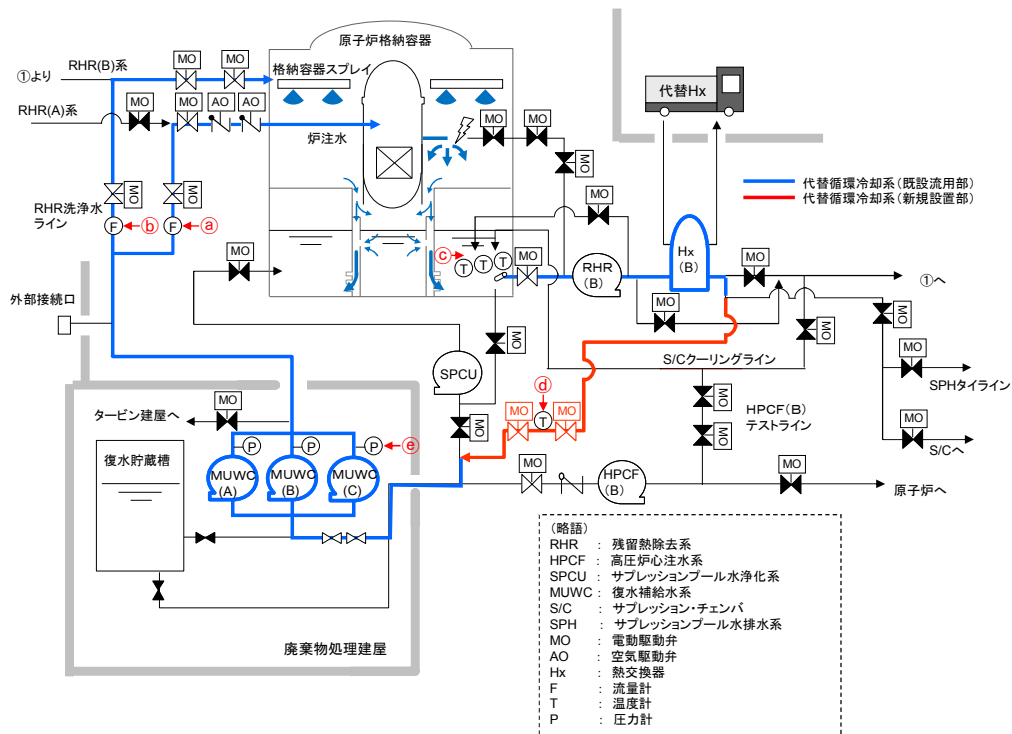 原子炉格納容器
①より
RHR(B)系
MO
MO
格納容器スプレイ
RHR(A)系
MO
MO
AO
AO
炉注水
MO
MO
MO
代替Hx
代替循環冷却系(既設流用部)
代替循環冷却系(新規設置部)
MO
MO
RHR洗浄水
ライン
F
ⓑ
F
ⓐ
MO
MO
ⓒ
T
T
T
MO
RHR
(B)
Hx
(B)
MO
①へ
外部接続口
MO
MO
MO
MO
SPCU
S/Cクーリングライン
MO
SPHタイライン
タービン建屋へ
MO
MO
MO
ⓓ
T
MO
MO
MO
HPCF(B)
テストライン
MO
S/Cへ
P
P
P
ⓔ
復水貯蔵槽
MUWC
(A)
MUWC
(B)
MUWC
(C)
MO
HPCF
(B)
MO
原子炉へ
廃棄物処理建屋
(略語)
RHR : 残留熱除去系
HPCF : 高圧炉心注水系
SPCU : サプレッションプール水浄化系
MUWC : 復水補給水系
S/C : サプレッション・チェンバ
SPH : サプレッションプール水排水系
MO : 電動駆動弁
AO : 空気駆動弁
Hx : 熱交換器
F : 流量計
T : 温度計
P : 圧力計